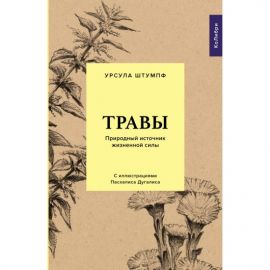 КоЛибри
УРСУЛА ШТУМПФ
ТРАВЫ
Природный источник
жизненной силы
С иллюстрациями
Паскалиса Дугалиса